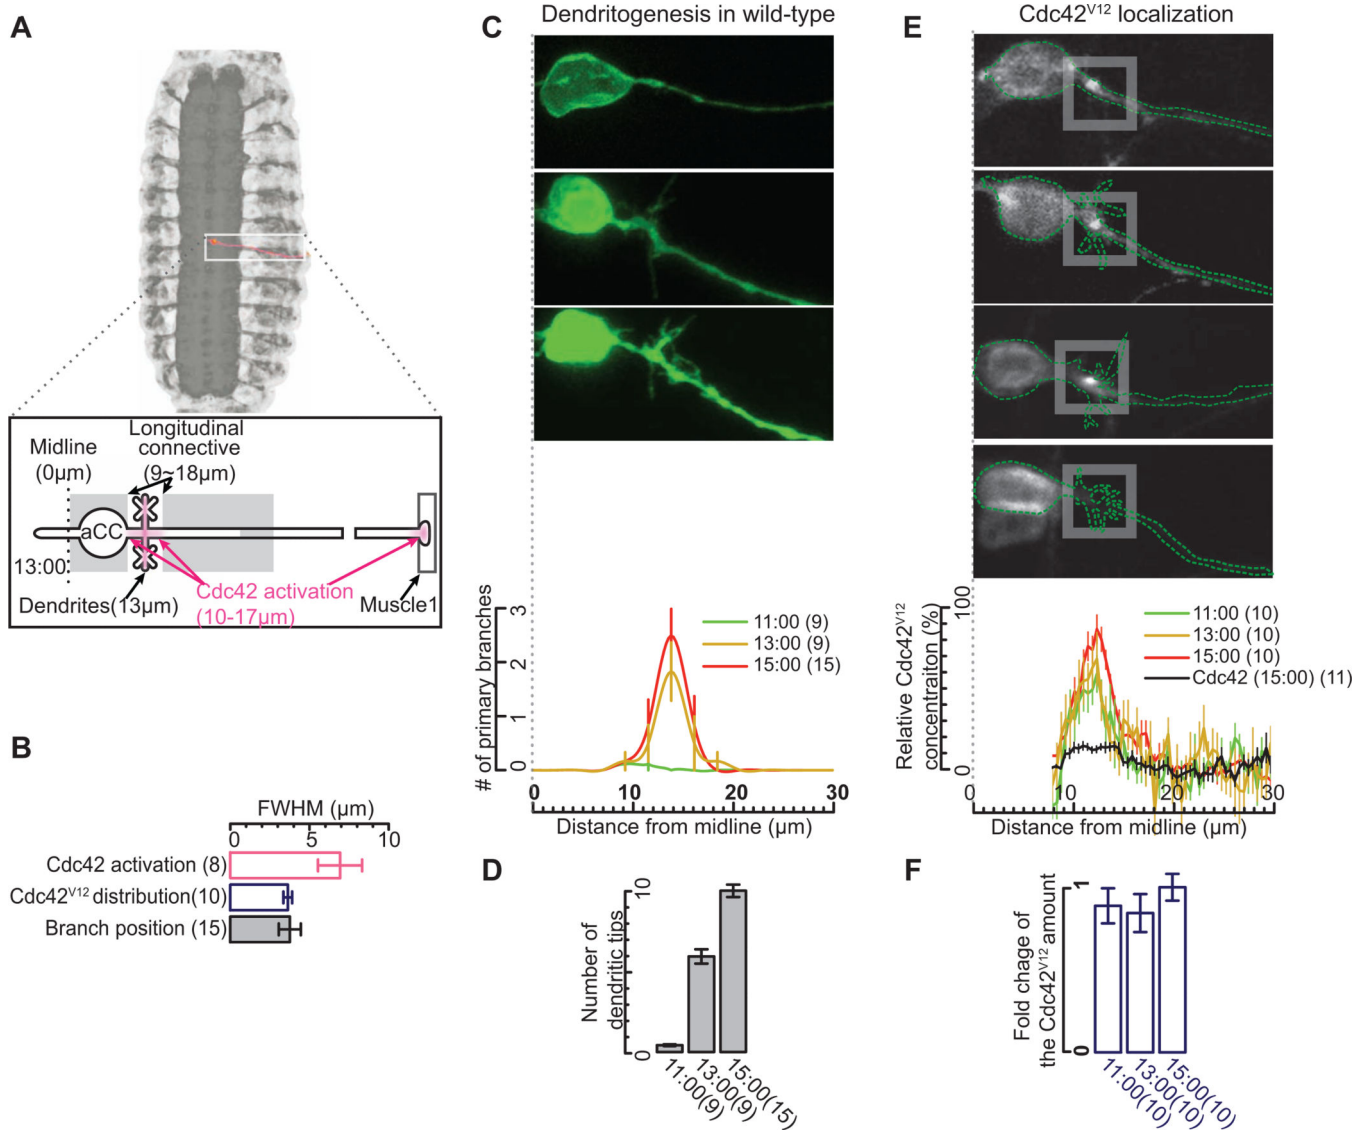 A
Midline
(0µm)
Longitudinal
connective
(9~18µm)
aCC
13:00
Dendrites(13µm)
Cdc42 activation
(10-17µm)
Muscle1
B
FWHM (µm)
0 5 10
Cdc42 activation (8)
Cdc42V12 distribution(10)
Branch position (15)
C
Dendritogenesis in wild-type
# of primary branches
3
2
1
0
11:00 (9)
13:00 (9)
15:00 (15)
0 10 20 30
Distance from midline (µm)
D
Number of
dendritic tips
10
0
11:00(9)
13:00(9)
15:00(15)
E
Cdc42V12 localization
Relative Cdc42V12
concentraiton (%)
100
0
11:00 (10)
13:00 (10)
15:00 (10)
Cdc42 (15:00) (11)
0 10 20 30
Distance from midline (µm)
F
Fold chage of
the Cdc42V12 amount
1
0
11:00(10)
13:00(10)
15:00(10)